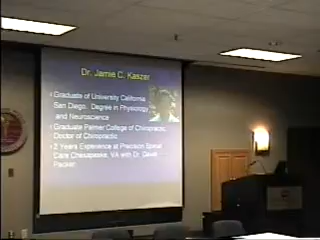 Dr. Jamie C. Kaszer
Graduate of University California
San Diego. Degree in Physiology
and Neuroscience
Graduate Palmer College of Chiropractic,
Doctor of Chiropractic
2 Years Experience at Precision Spinal
Care Chesapeake, VA with Dr. David
Packer